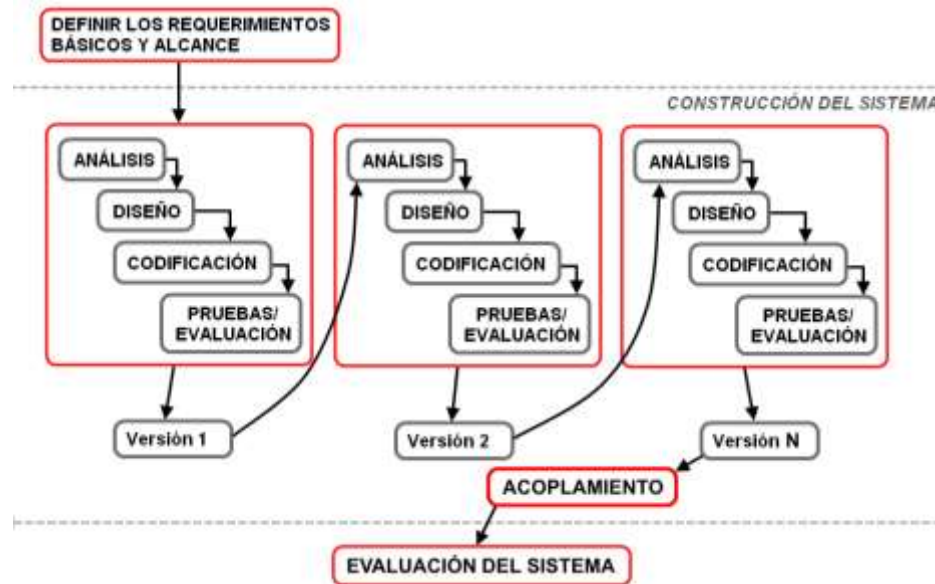 DEFINIR LOS REQUERIMIENTOS
BÁSICOS Y ALCANCE
CONSTRUCCIÓN DEL SISTEMA
ANÁLISIS
DISEÑO
CODIFICACIÓN
PRUEBAS/
EVALUACIÓN
Versión 1
ANÁLISIS
DISEÑO
CODIFICACIÓN
PRUEBAS/
EVALUACIÓN
Versión 2
ANÁLISIS
DISEÑO
CODIFICACIÓN
PRUEBAS/
EVALUACIÓN
Versión N
ACOPLAMIENTO
EVALUACIÓN DEL SISTEMA